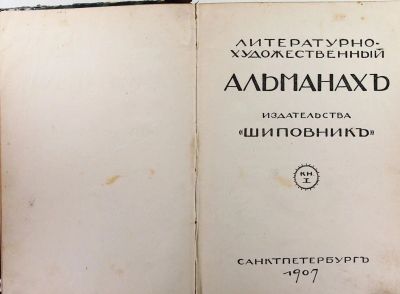 ЛИТЕРАТУРНО-
ХУДОЖЕСТВЕННЫЙ
АЛЬМАНАХЪ
ИЗДАТЕЛЬСТВА
«ШИПОВНИКЪ»
КН.
I
САНКТПЕТЕРБУРГЪ
1907